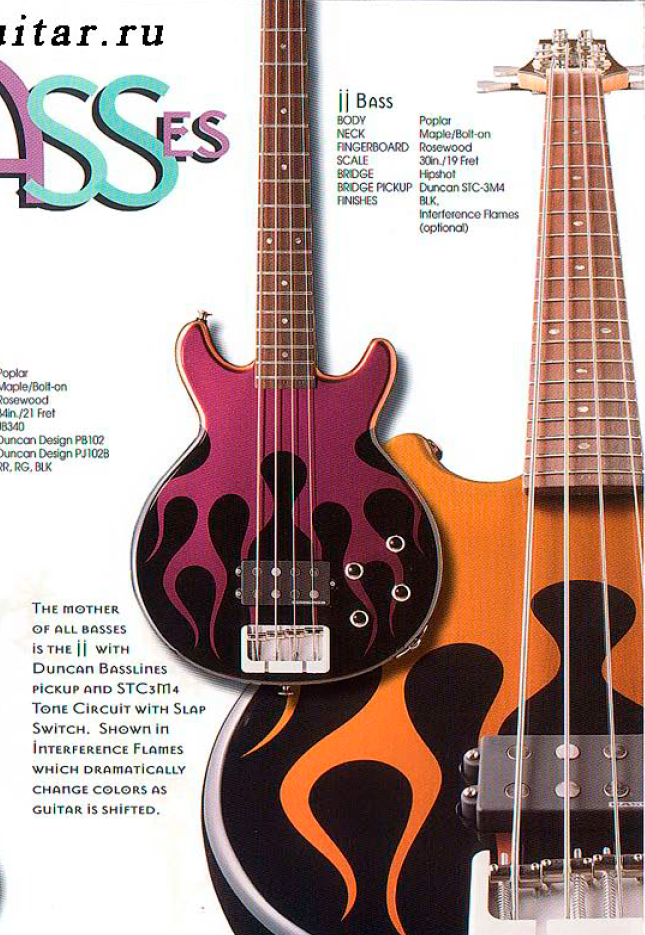 uitar.ru
ASSES
jj BASS
BODY Poplar
NECK Maple/Bolt-on
FINGERBOARD Rosewood
SCALE 30in./19 Fret
BRIDGE Hipshot
BRIDGE PICKUP Duncan STC-3M4
FINISHES BLK,
Interference Flames
(optional)
Poplar
Maple/Bolt-on
Rosewood
34in./21 Fret
JB340
Duncan Design PB102
Duncan Design PJ102B
RR, RG, BLK
THE MOTHER
OF ALL BASSES
IS THE jj WITH
DUNCAN BASSLINES
PICKUP AND STC3M4
TONE CIRCUIT WITH SLAP
SWITCH. SHOWN IN
INTERFERENCE FLAMES
WHICH DRAMATICALLY
CHANGE COLORS AS
GUITAR IS SHIFTED.